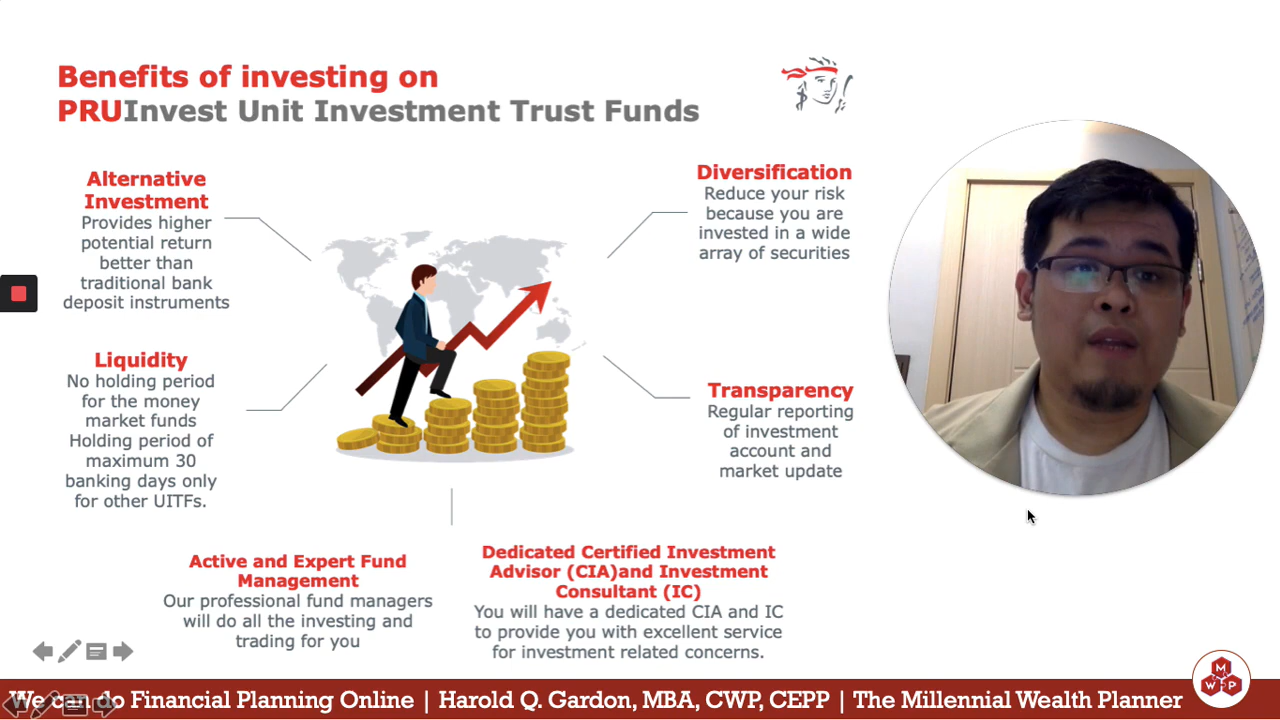 Benefits of investing on
PRUInvest Unit Investment Trust Funds
Alternative
Investment
Provides higher
potential return
better than
traditional bank
deposit instruments
Liquidity
No holding period
for the money
market funds
Holding period of
maximum 30
banking days only
for other UITFs.
Diversification
Reduce your risk
because you are
invested in a wide
array of securities
Transparency
Regular reporting
of investment
account and
market update
Active and Expert Fund
Management
Our professional fund managers
will do all the investing and
trading for you
Dedicated Certified Investment
Advisor (CIA)and Investment
Consultant (IC)
You will have a dedicated CIA and IC
to provide you with excellent service
for investment related concerns.
We can do Financial Planning Online | Harold Q. Gardon, MBA, CWP, CEPP | The Millennial Wealth Planner
M
W P